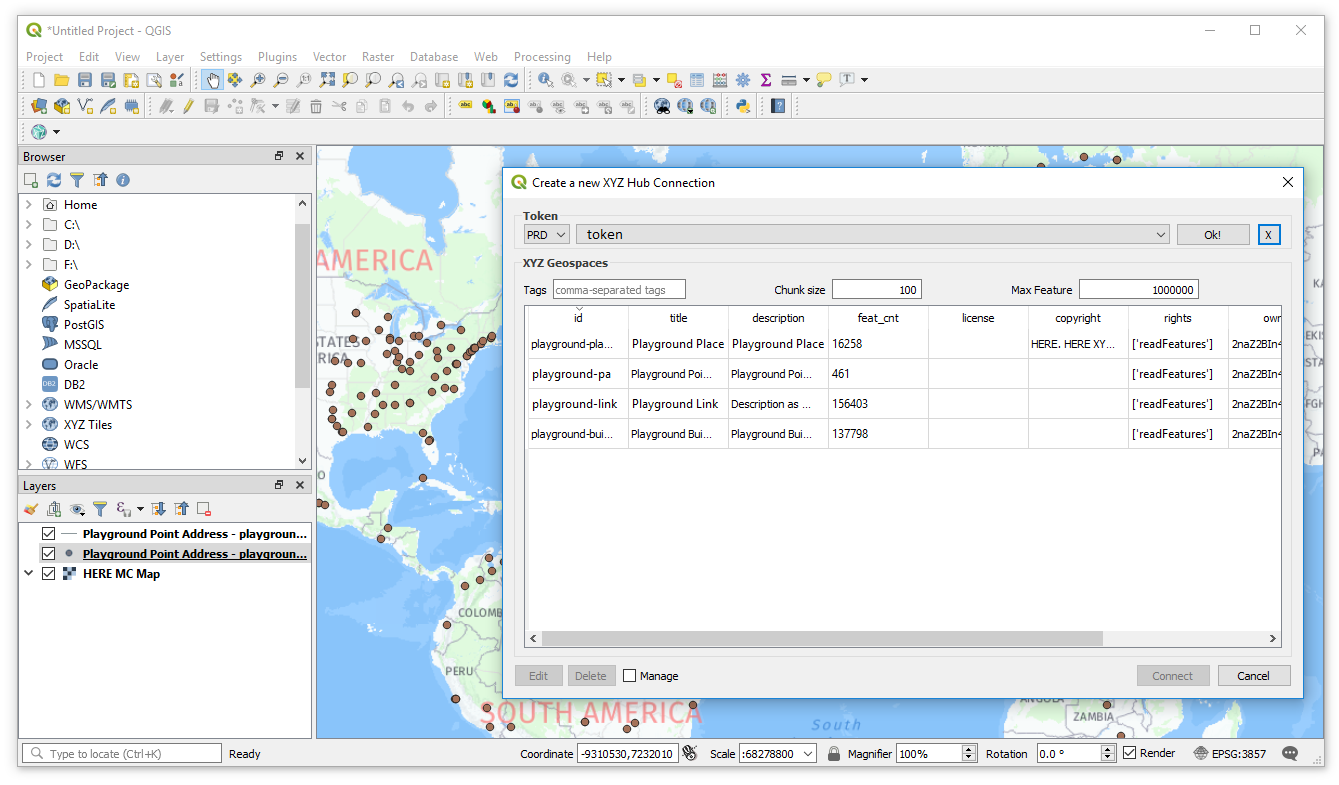 *Untitled Project - QGIS
Project Edit View Layer Settings Plugins Vector Raster Database Web Processing Help
Browser
Home
C:\
D:\
F:\
GeoPackage
SpatiaLite
PostGIS
MSSQL
Oracle
DB2
WMS/WMTS
XYZ Tiles
WCS
WFS
Layers
Playground Point Address - playgroun...
Playground Point Address - playgroun...
HERE MC Map
AMERICA
STATES
RICA
COLOMB
PERU
SOUTH AMERICA
South
ANGOLA
ZAMBIA
Create a new XYZ Hub Connection
Token
PRD token Ok! X
XYZ Geospaces
Tags comma-separated tags Chunk size 100 Max Feature 1000000
id title description feat_cnt license copyright rights own
playground-pla... Playground Place Playground Place 16258 HERE. HERE XY... ['readFeatures'] 2naZ2BIn4
playground-pa Playground Poi... Playground Poi... 461 ['readFeatures'] 2naZ2BIn4
playground-link Playground Link Description as ... 156403 ['readFeatures'] 2naZ2BIn4
playground-bui... Playground Bui... Playground Bui... 137798 ['readFeatures'] 2naZ2BIn4
Edit Delete Manage Connect Cancel
Type to locate (Ctrl+K) Ready Coordinate -9310530,7232010 Scale :68278800 Magnifier 100% Rotation 0.0 ° Render EPSG:3857